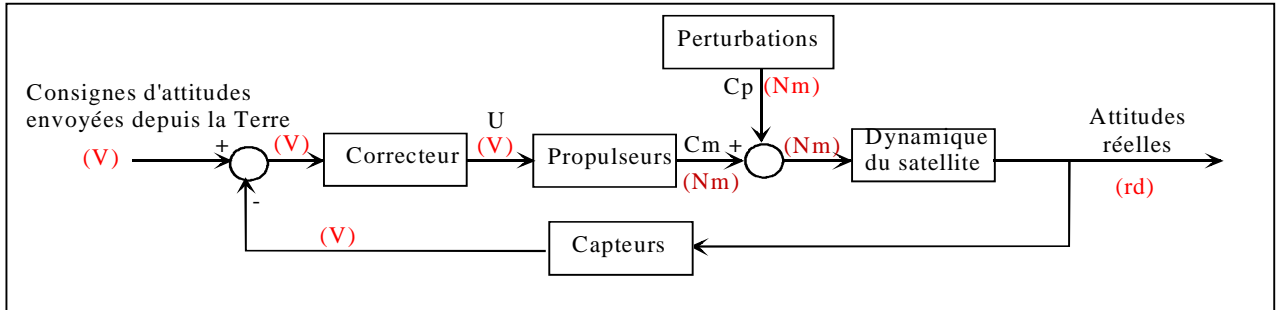 Perturbations
Cp (Nm)
Consignes d'attitudes
envoyées depuis la Terre
(V)
+
(V)
Correcteur
U
(V)
Propulseurs
Cm +
(Nm)
(Nm)
Dynamique
du satellite
Attitudes
réelles
(rd)
-
(V)
Capteurs